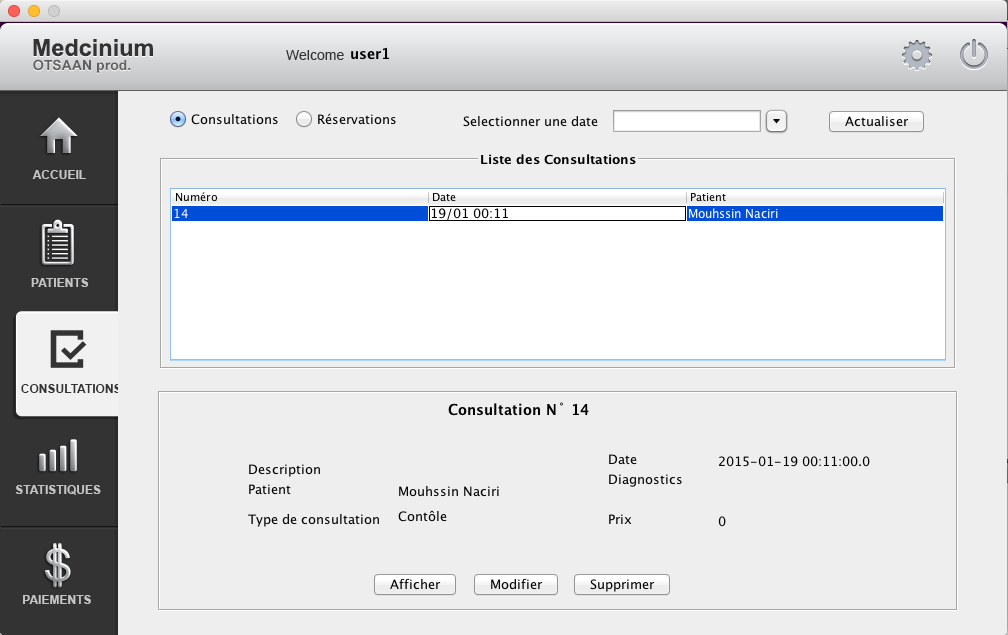 Medcinium
OTSAAN prod.
Welcome user1
ACCUEIL
PATIENTS
CONSULTATIONS
STATISTIQUES
PAIEMENTS
Consultations Réservations Selectionner une date Actualiser
Liste des Consultations
Numéro Date Patient
14 19/01 00:11 Mouhssin Naciri
Consultation N° 14
Description
Patient Mouhssin Naciri
Type de consultation Contôle
Date 2015-01-19 00:11:00.0
Diagnostics
Prix 0
Afficher Modifier Supprimer